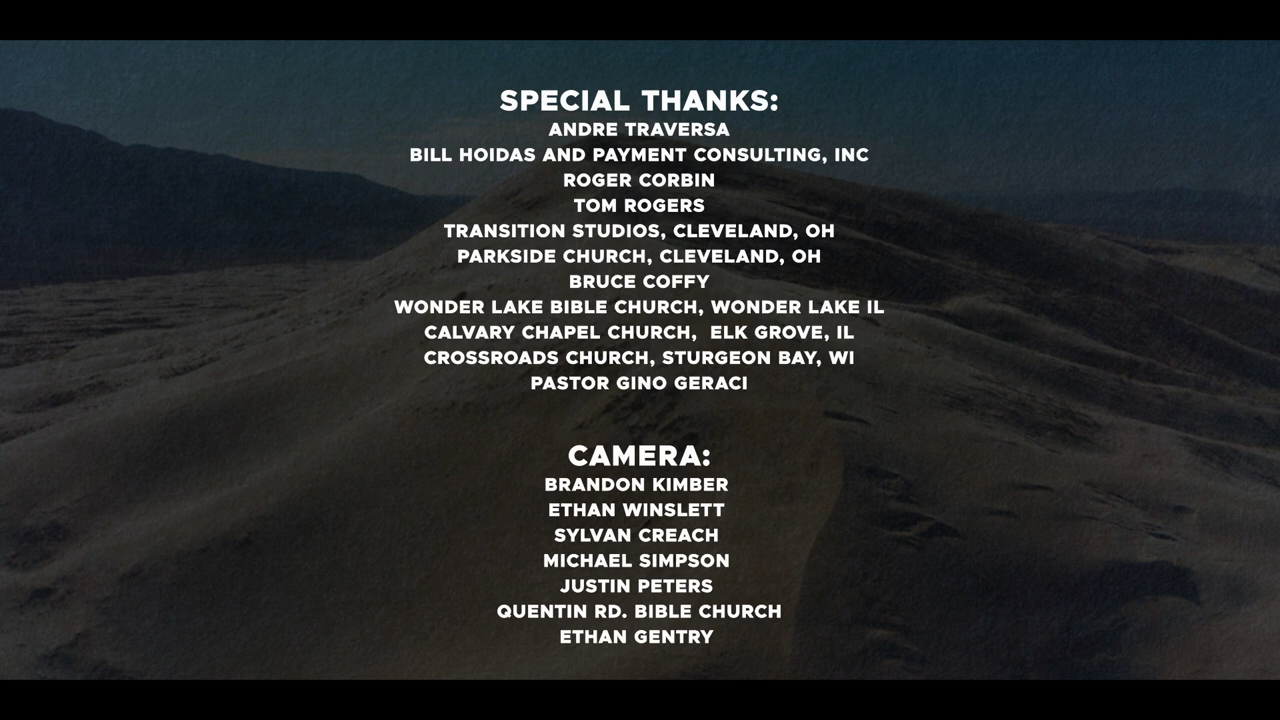 SPECIAL THANKS:
ANDRE TRAVERSA
BILL HOIDAS AND PAYMENT CONSULTING, INC
ROGER CORBIN
TOM ROGERS
TRANSITION STUDIOS, CLEVELAND, OH
PARKSIDE CHURCH, CLEVELAND, OH
BRUCE COFFY
WONDER LAKE BIBLE CHURCH, WONDER LAKE IL
CALVARY CHAPEL CHURCH, ELK GROVE, IL
CROSSROADS CHURCH, STURGEON BAY, WI
PASTOR GINO GERACI
CAMERA:
BRANDON KIMBER
ETHAN WINSLETT
SYLVAN CREACH
MICHAEL SIMPSON
JUSTIN PETERS
QUENTIN RD. BIBLE CHURCH
ETHAN GENTRY